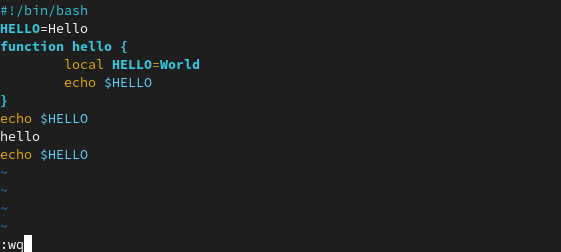 #!/bin/bash
HELLO=Hello
function hello {
        local HELLO=World
        echo $HELLO
}
echo $HELLO
hello
echo $HELLO
~
~
~
~
:wq